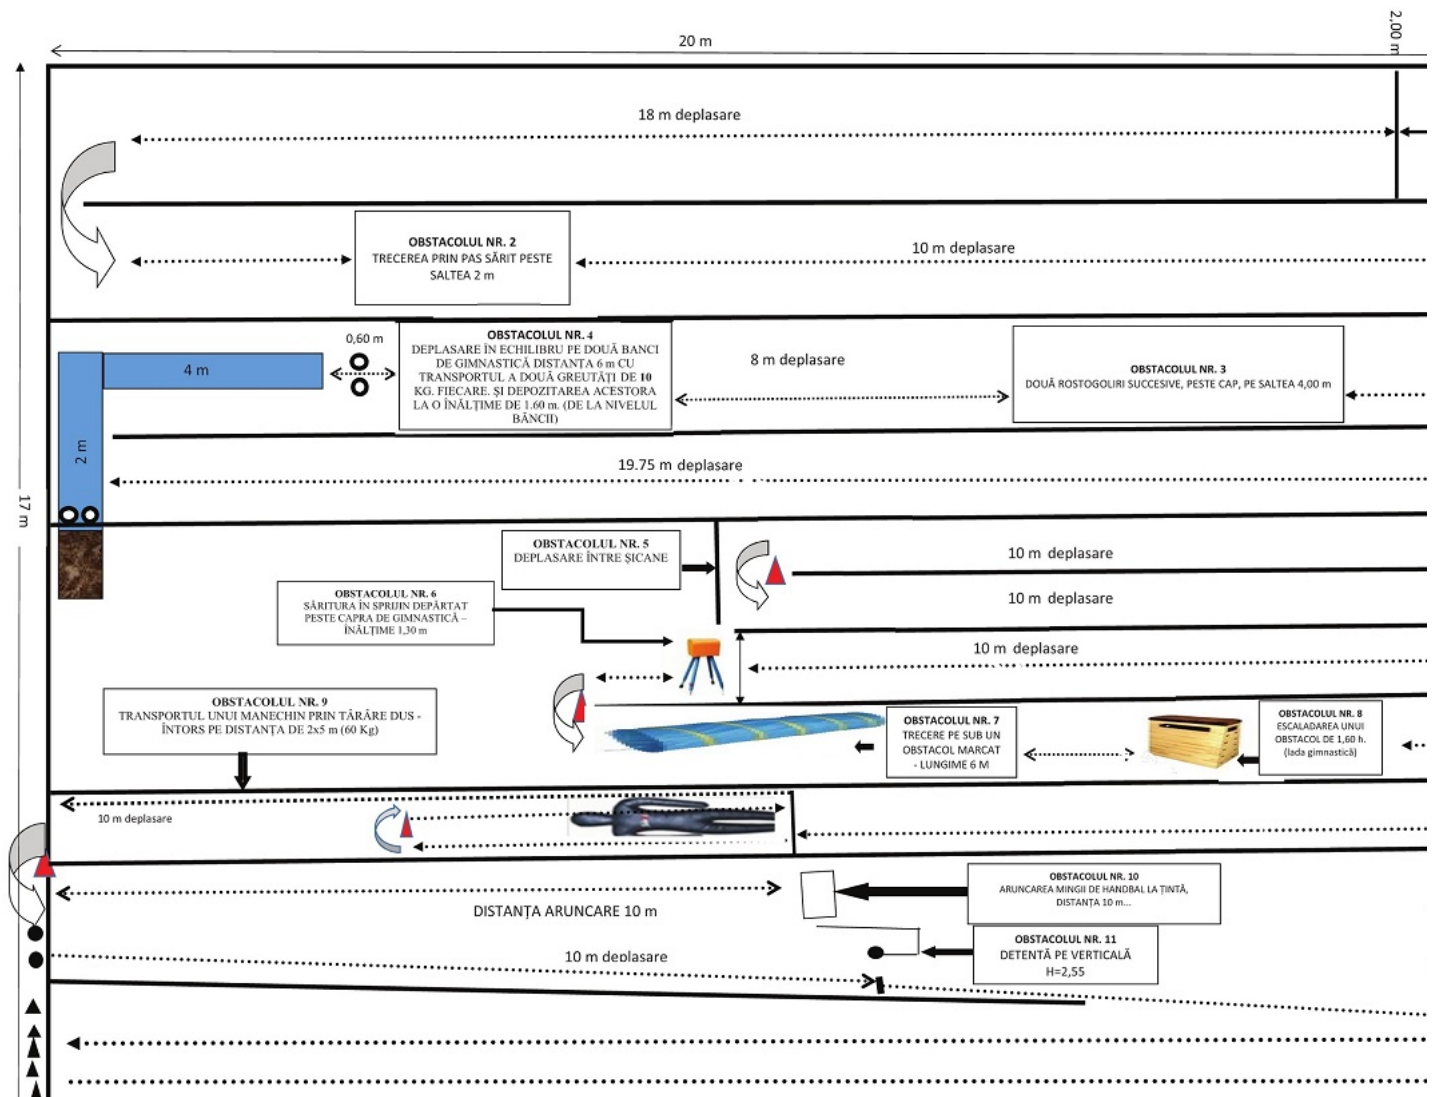 20 m
2,00 m
18 m deplasare
OBSTACOLUL NR. 2
TRECEREA PRIN PAS SĂRIT PESTE
SALTEA 2 m
10 m deplasare
17 m
4 m
0,60 m
OBSTACOLUL NR. 4
DEPLASARE ÎN ECHILIBRU PE DOUĂ BANCI
DE GIMNASTICĂ DISTANȚA 6 m CU
TRANSPORTUL A DOUĂ GREUTĂȚI DE 10
KG. FIECARE. ȘI DEPOZITAREA ACESTORA
LA O ÎNĂLȚIME DE 1.60 m. (DE LA NIVELUL
BĂNCII)
8 m deplasare
OBSTACOLUL NR. 3
DOUĂ ROSTOGOLIRI SUCCESIVE, PESTE CAP, PE SALTEA 4,00 m
2 m
19.75 m deplasare
OBSTACOLUL NR. 5
DEPLASARE ÎNTRE ȘICANE
10 m deplasare
OBSTACOLUL NR. 6
SĂRITURA ÎN SPRIJIN DEPĂRTAT
PESTE CAPRA DE GIMNASTICĂ –
ÎNĂLȚIME 1,30 m
10 m deplasare
10 m deplasare
OBSTACOLUL NR. 9
TRANSPORTUL UNUI MANECHIN PRIN TÂRÂRE DUS -
ÎNTORS PE DISTANȚA DE 2x5 m (60 Kg)
OBSTACOLUL NR. 7
TRECERE PE SUB UN
OBSTACOL MARCAT
- LUNGIME 6 M
OBSTACOLUL NR. 8
ESCALADAREA UNUI
OBSTACOL DE 1,60 h.
(lada gimnastică)
10 m deplasare
OBSTACOLUL NR. 10
ARUNCAREA MINGII DE HANDBAL LA ȚINTĂ,
DISTANȚA 10 m...
DISTANȚA ARUNCARE 10 m
OBSTACOLUL NR. 11
DETENTĂ PE VERTICALĂ
H=2,55
10 m deplasare